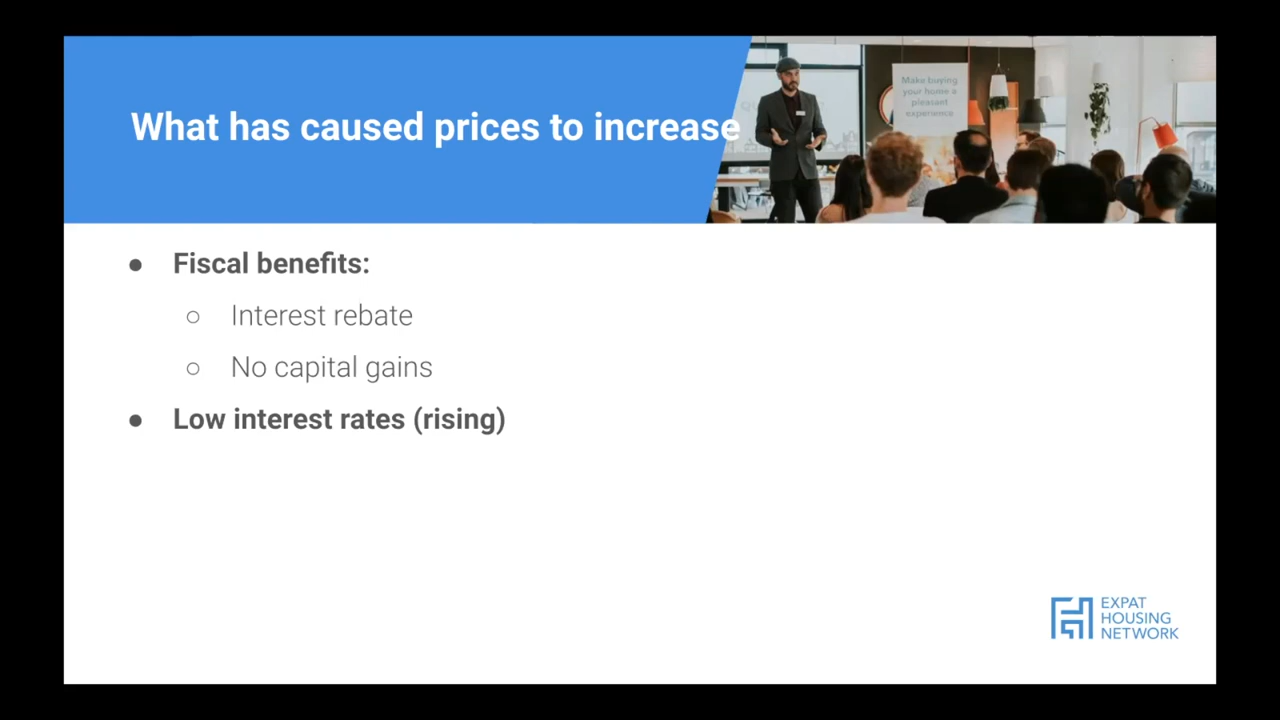 What has caused prices to increase
Make buying
your home a
pleasant
experience
● Fiscal benefits:
○ Interest rebate
○ No capital gains
● Low interest rates (rising)
EXPAT
HOUSING
NETWORK